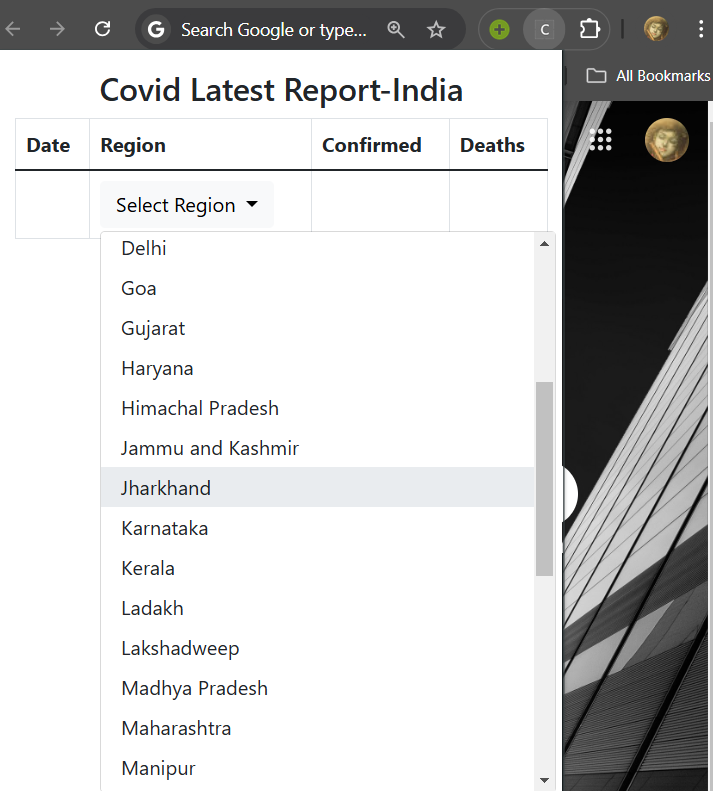 Search Google or type...
C
All Bookmarks
Covid Latest Report-India
Date Region Confirmed Deaths
Select Region
Delhi
Goa
Gujarat
Haryana
Himachal Pradesh
Jammu and Kashmir
Jharkhand
Karnataka
Kerala
Ladakh
Lakshadweep
Madhya Pradesh
Maharashtra
Manipur